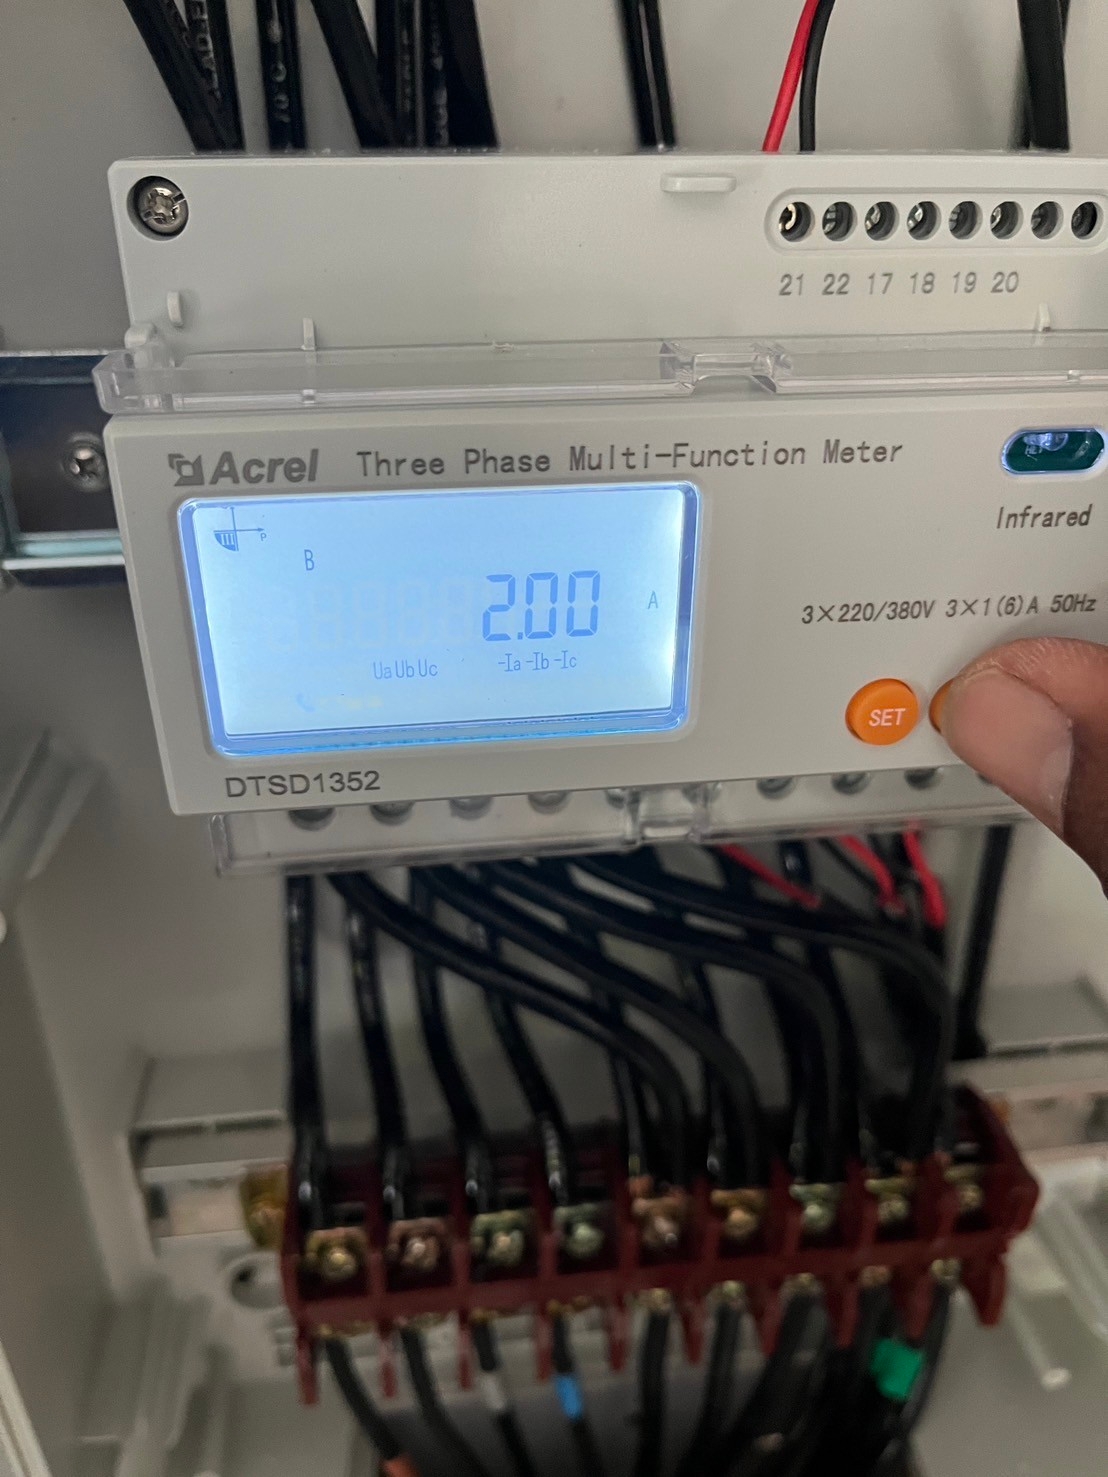 70°C
21 22 17 18 19 20
Acrel Three Phase Multi-Function Meter
Infrared
P
B
2.00 A
Ua Ub Uc -Ia -Ib -Ic
3×220/380V 3×1(6)A 50Hz
SET
DTSD1352